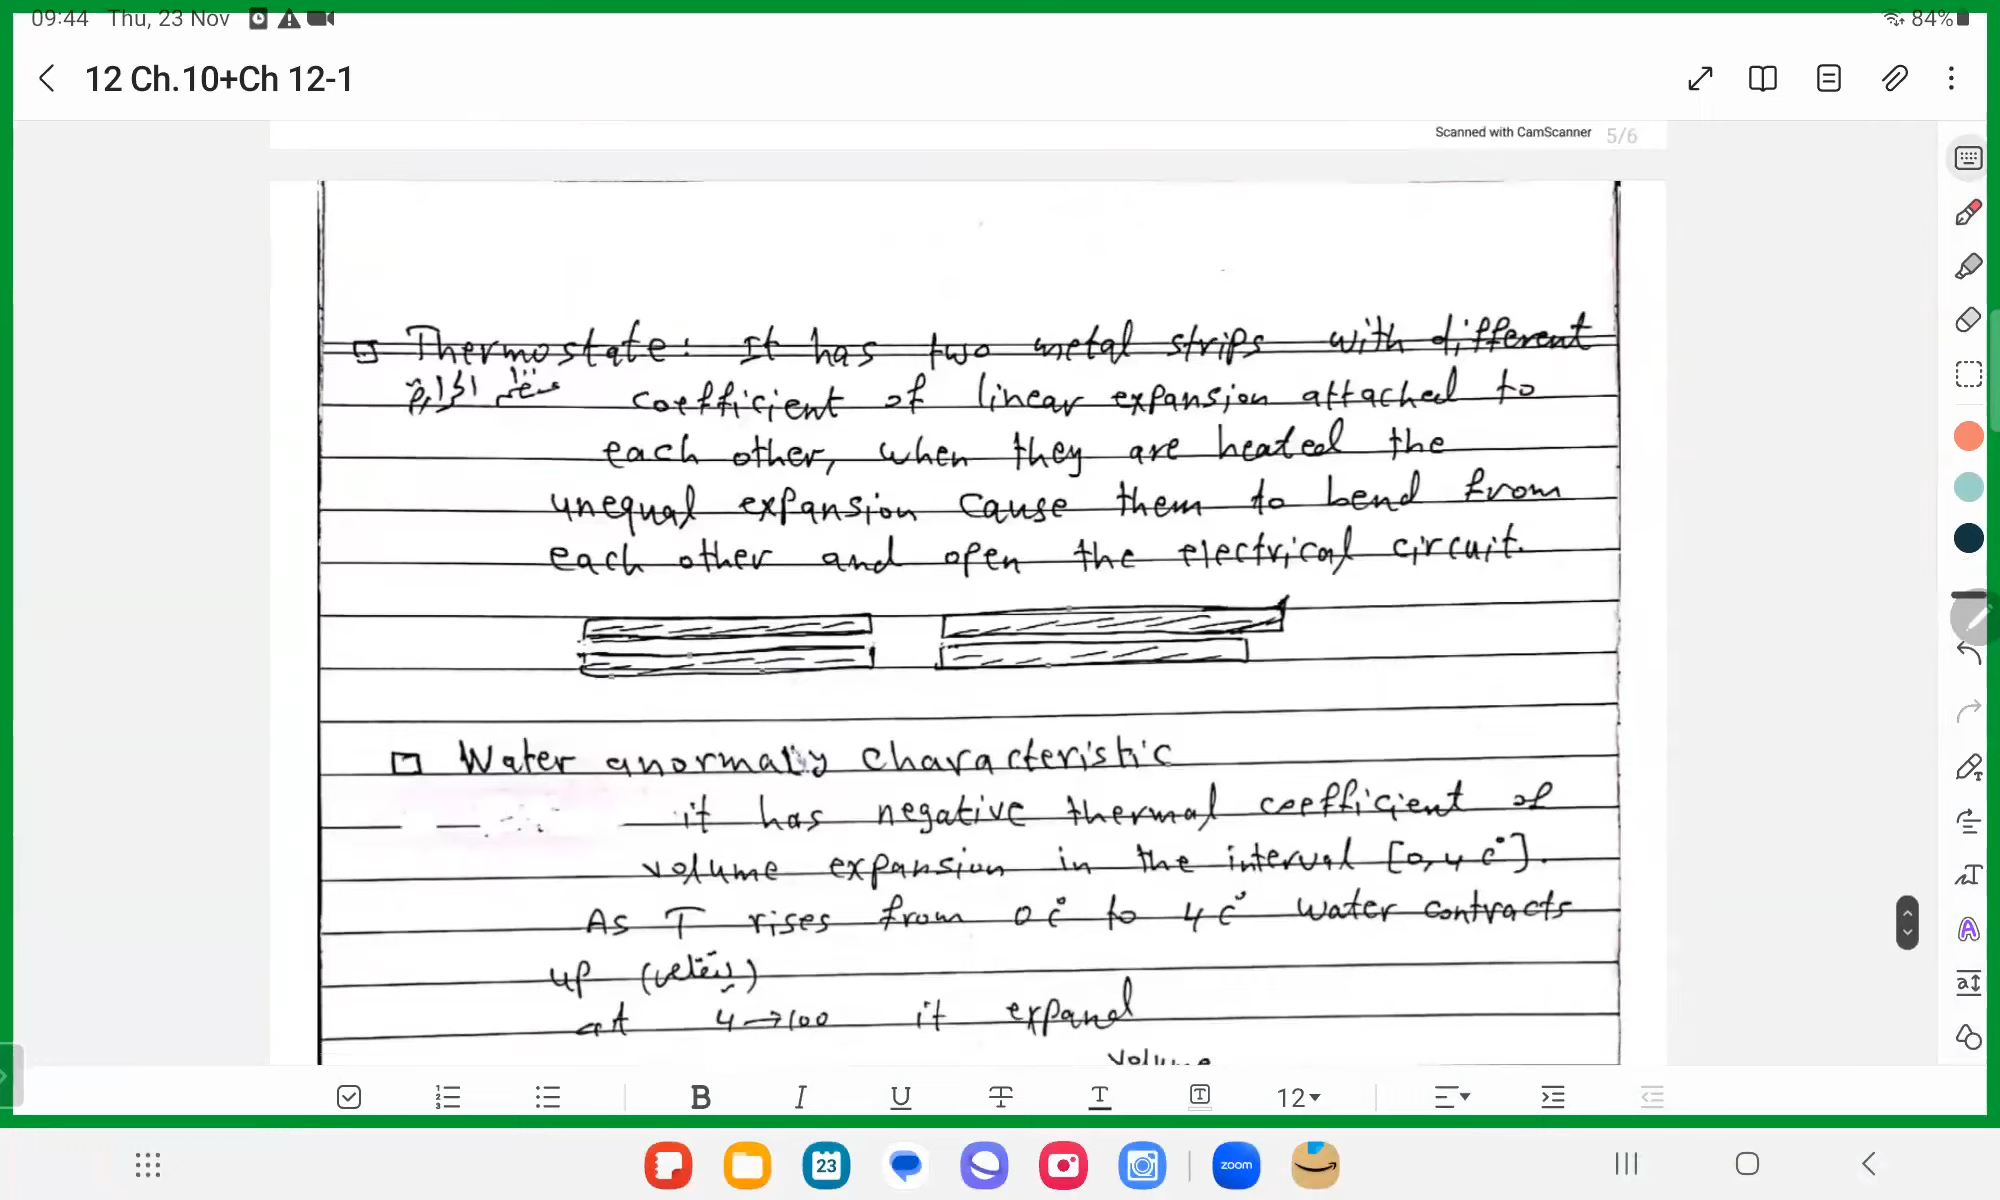 09:44 Thu, 23 Nov 84%
12 Ch.10+Ch 12-1
Scanned with CamScanner 5/6
Thermostate: It has two metal strips with different
coefficient of linear expansion attached to
each other, when they are heated the
unequal expansion cause them to bend from
each other and open the electrical circuit.
Water anormaly characteristic
it has negative thermal coefficient of
volume expansion in the interval [0, 4 c°].
As T rises from 0 c° to 4 c° water contracts
up
at 4→100 it expand
volume
B I U T T T 12
23 zoom